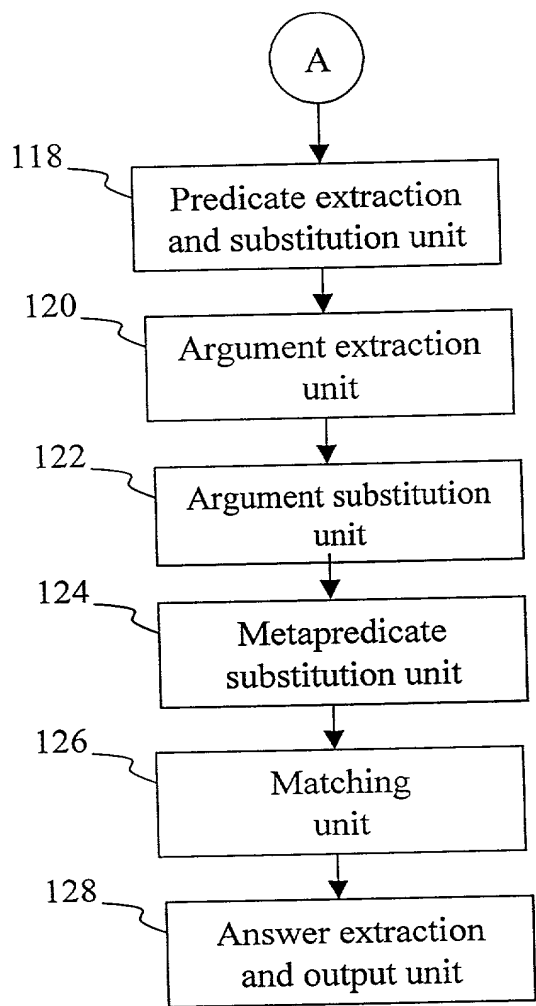 A
118
Predicate extraction
and substitution unit
120
Argument extraction
unit
122
Argument substitution
unit
124
Metapredicate
substitution unit
126
Matching
unit
128
Answer extraction
and output unit